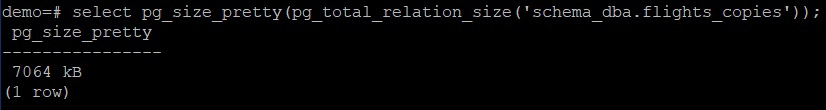 demo=# select pg_size_pretty(pg_total_relation_size('schema_dba.flights_copies'));
 pg_size_pretty
----------------
 7064 kB
(1 row)